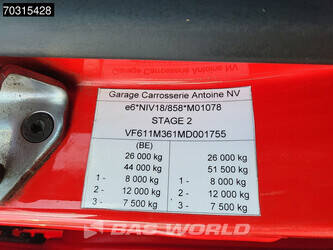 70315428
Garage Carrosserie Antoine NV
e6*NIV18/858*M01078
STAGE 2
VF611M361MD001755
(BE)
26 000 kg 26 000 kg
44 000 kg 51 500 kg
1 - 8 000 kg 1 - 8 000 kg
2 - 12 000 kg 2 - 12 000 kg
3 - 7 500 kg 3 - 7 500 kg
BAS WORLD